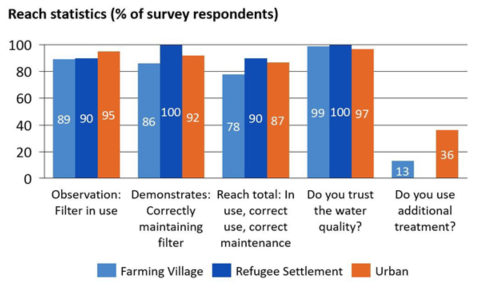 Reach statistics (% of survey respondents)
100
80
60
40
20
0
89 90 95
86 100 92
78 90 87
99 100 97
13 36
Observation:
Filter in use
Demonstrates:
Correctly
maintaining
filter
Reach total: In
use, correct
use, correct
maintenance
Do you trust
the water
quality?
Do you use
additional
treatment?
Farming Village Refugee Settlement Urban